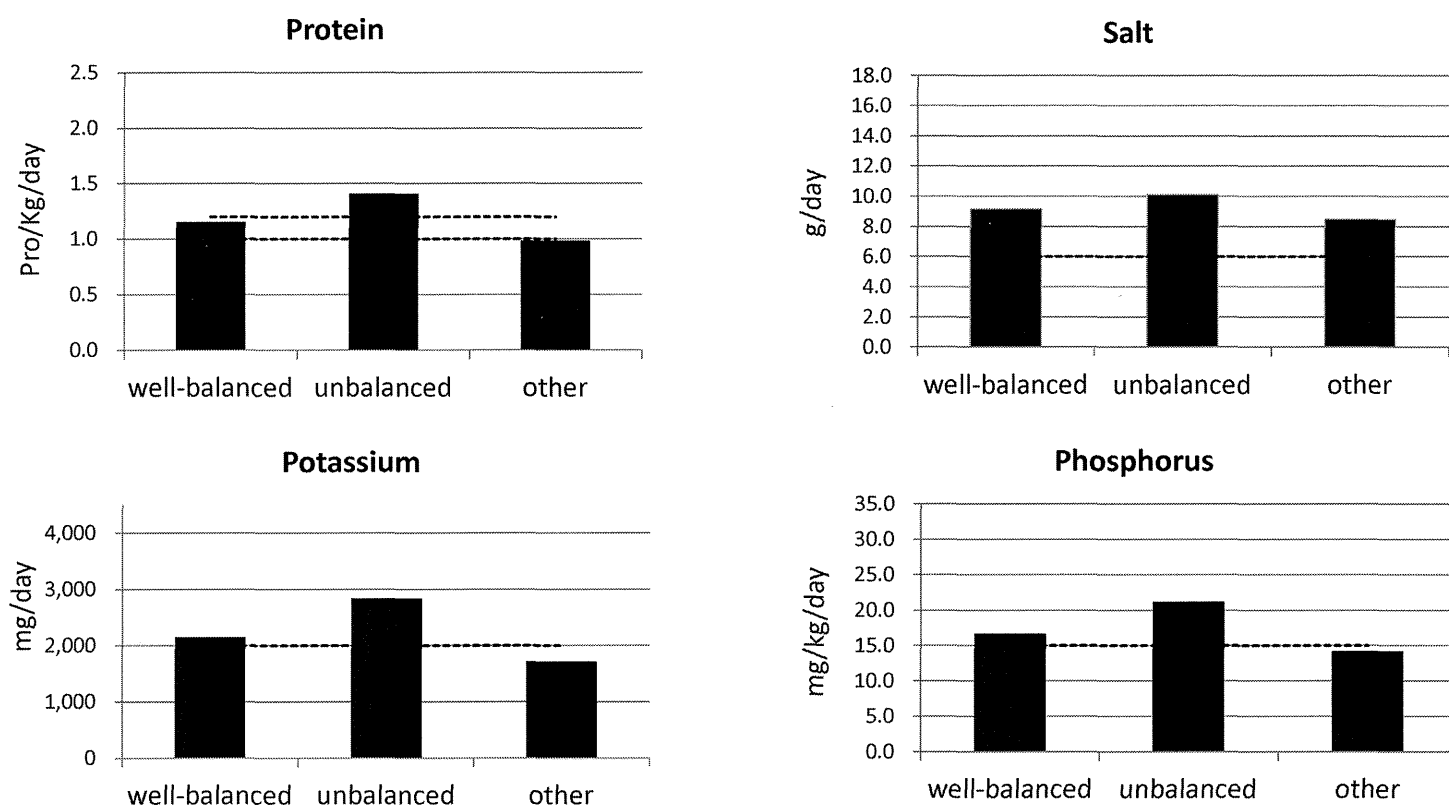 Protein
Pro/Kg/day
2.5
2.0
1.5
1.0
0.5
0.0
well-balanced unbalanced other
Salt
g/day
18.0
16.0
14.0
12.0
10.0
8.0
6.0
4.0
2.0
0.0
well-balanced unbalanced other
Potassium
mg/day
4,000
3,000
2,000
1,000
0
well-balanced unbalanced other
Phosphorus
mg/kg/day
35.0
30.0
25.0
20.0
15.0
10.0
5.0
0.0
well-balanced unbalanced other